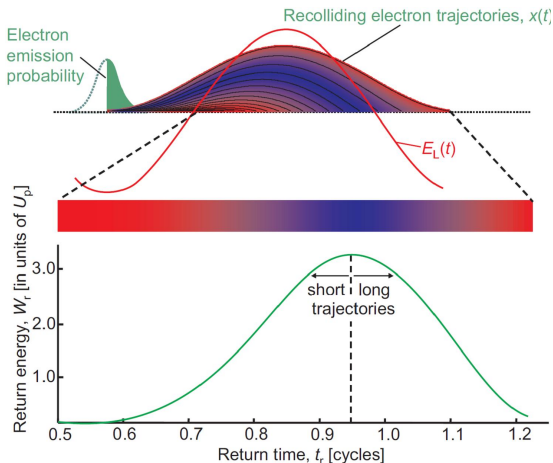 Recolliding electron trajectories, x(t)
Electron
emission
probability
E_L(t)
Return energy, W_r [in units of U_p]
3.0
2.0
1.0
short long
trajectories
0.5 0.6 0.7 0.8 0.9 1.0 1.1 1.2
Return time, t_r [cycles]